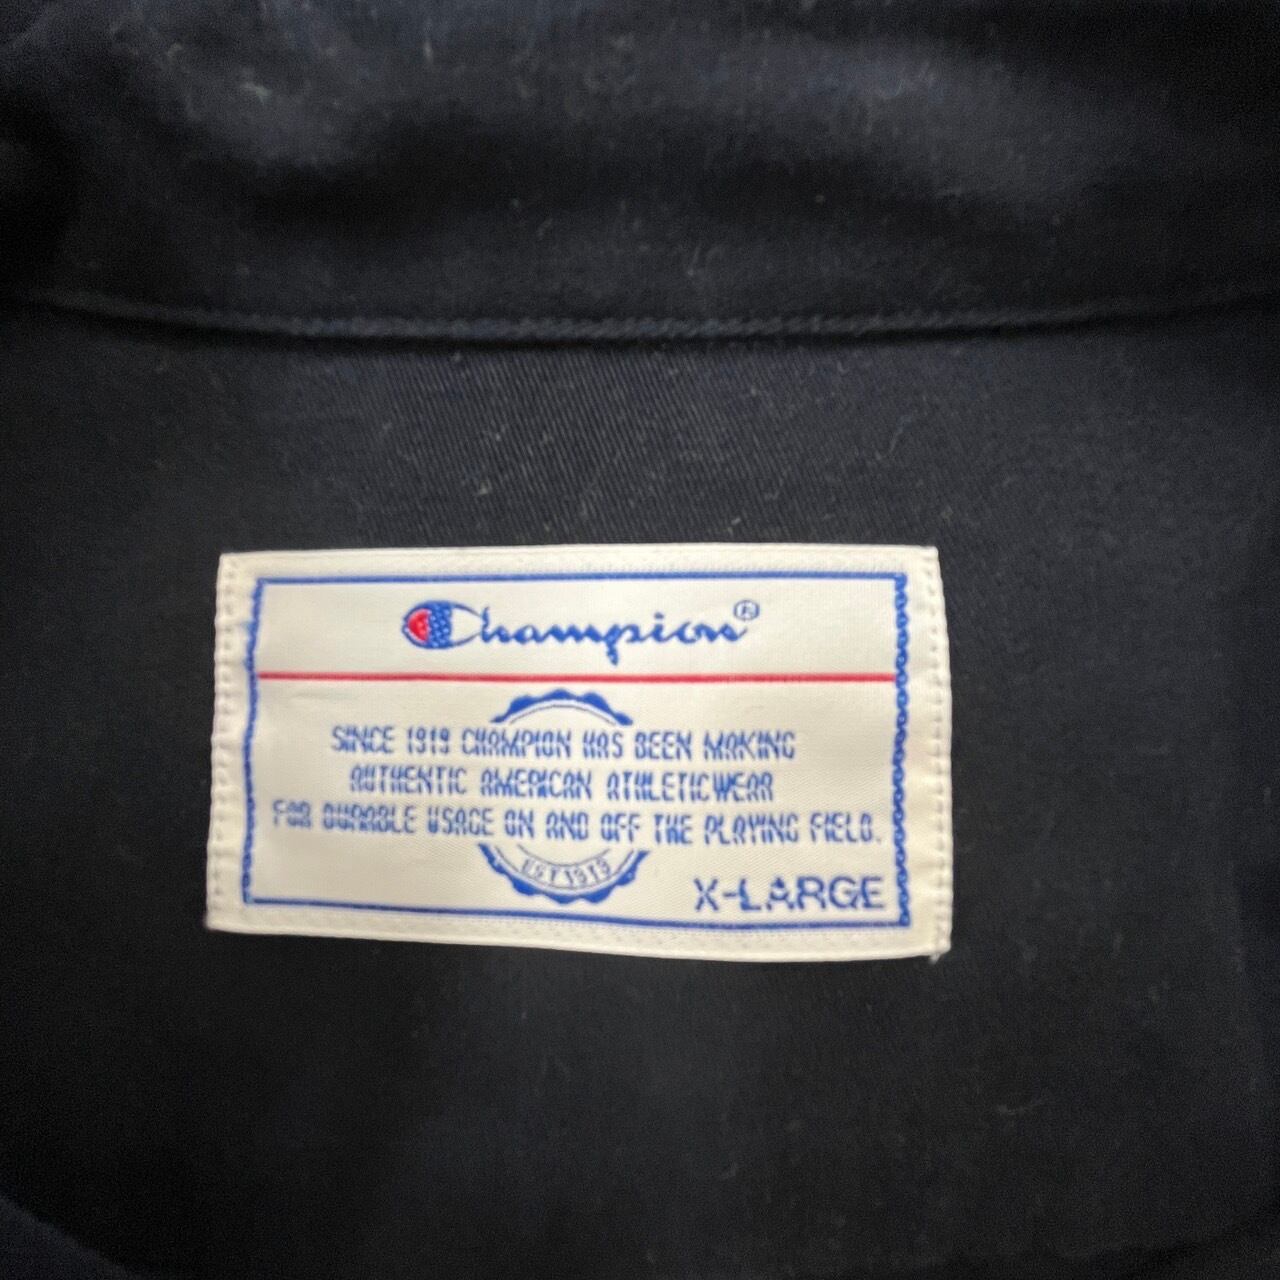 Champion®
SINCE 1919 CHAMPION HAS BEEN MAKING
AUTHENTIC AMERICAN ATHLETICWEAR
FOR DURABLE USAGE ON AND OFF THE PLAYING FIELD.
EST 1919
X-LARGE